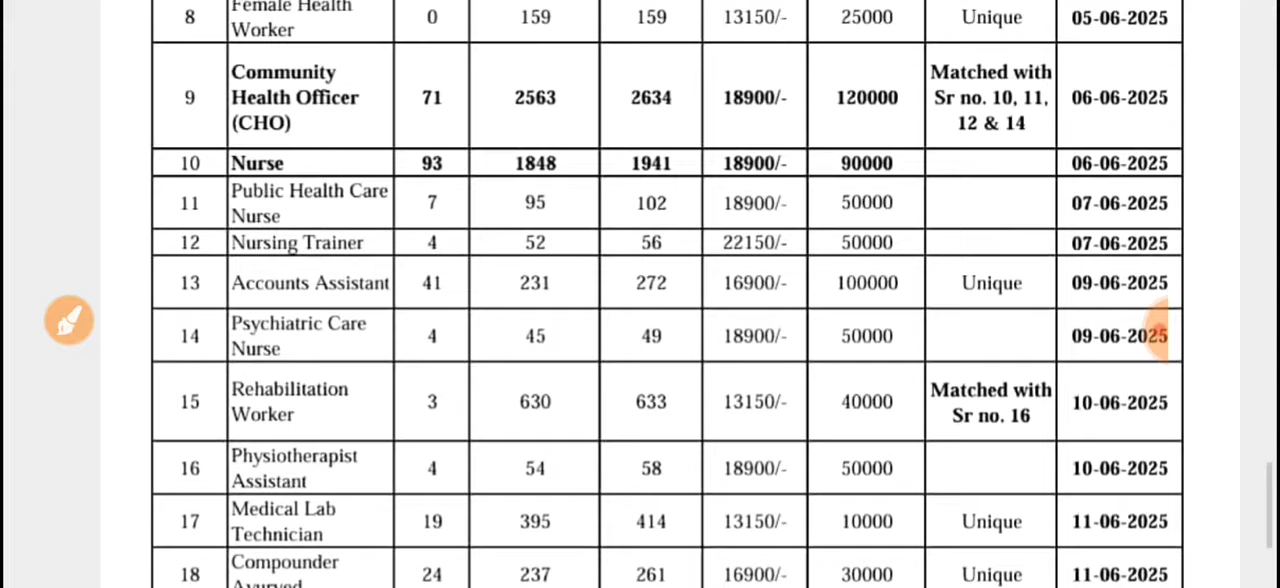 8 Female Health Worker 0 159 159 13150/- 25000 Unique 05-06-2025
9 Community Health Officer (CHO) 71 2563 2634 18900/- 120000 Matched with Sr no. 10, 11, 12 & 14 06-06-2025
10 Nurse 93 1848 1941 18900/- 90000 06-06-2025
11 Public Health Care Nurse 7 95 102 18900/- 50000 07-06-2025
12 Nursing Trainer 4 52 56 22150/- 50000 07-06-2025
13 Accounts Assistant 41 231 272 16900/- 100000 Unique 09-06-2025
14 Psychiatric Care Nurse 4 45 49 18900/- 50000 09-06-2025
15 Rehabilitation Worker 3 630 633 13150/- 40000 Matched with Sr no. 16 10-06-2025
16 Physiotherapist Assistant 4 54 58 18900/- 50000 10-06-2025
17 Medical Lab Technician 19 395 414 13150/- 10000 Unique 11-06-2025
18 Compounder Ayurved 24 237 261 16900/- 30000 Unique 11-06-2025